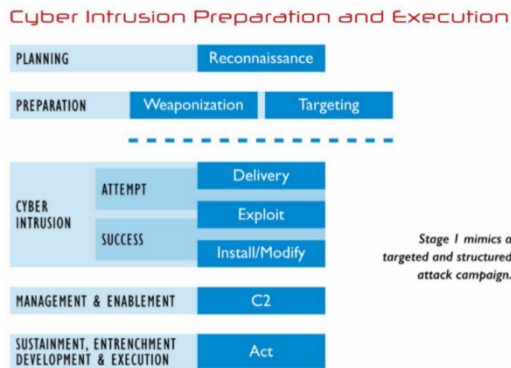 Cyber Intrusion Preparation and Execution
PLANNING
Reconnaissance
PREPARATION
Weaponization
Targeting
CYBER
INTRUSION
ATTEMPT
SUCCESS
Delivery
Exploit
Install/Modify
Stage 1 mimics a
targeted and structured
attack campaign.
MANAGEMENT & ENABLEMENT
C2
SUSTAINMENT, ENTRENCHMENT
DEVELOPMENT & EXECUTION
Act